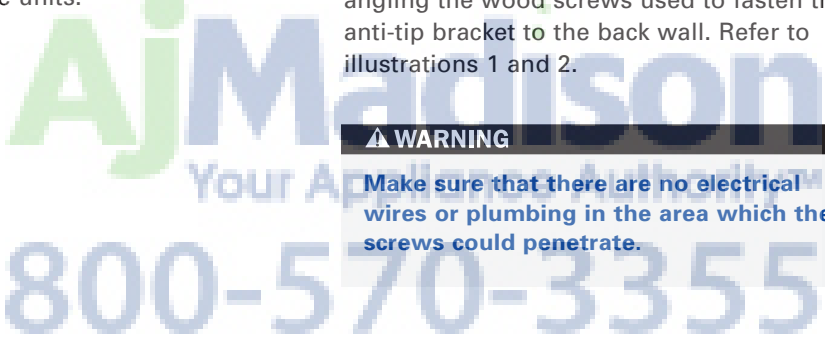 units.
angling the wood screws used to fasten
anti-tip bracket to the back wall. Refer to
illustrations 1 and 2.
WARNING
Make sure that there are no electrical
wires or plumbing in the area which the
screws could penetrate.
AjMadison
Your Appliance Authority™
800-570-3355